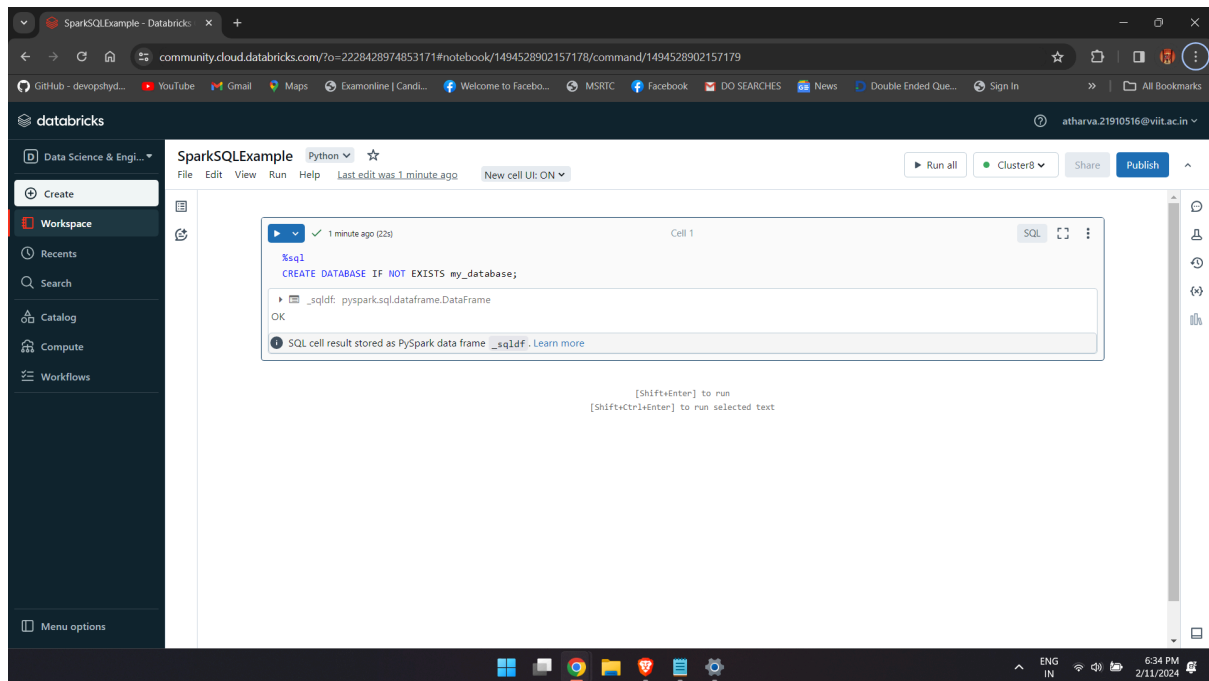 SparkSQLExample - Databricks
community.cloud.databricks.com/?o=2228428974853171#notebook/1494528902157178/command/1494528902157179
GitHub - devopshyd... YouTube Gmail Maps Examonline | Candi... Welcome to Facebo... MSRTC Facebook DO SEARCHES News Double Ended Que... Sign In » All Bookmarks
databricks
atharva.21910516@viit.ac.in
D Data Science & Engi...
SparkSQLExample Python
Run all Cluster8 Share Publish
File Edit View Run Help Last edit was 1 minute ago New cell UI: ON
Create
Workspace
Recents
Search
Catalog
Compute
Workflows
Menu options
1 minute ago (22s) Cell 1 SQL
%sql
CREATE DATABASE IF NOT EXISTS my_database;
_sqldf: pyspark.sql.dataframe.DataFrame
OK
SQL cell result stored as PySpark data frame _sqldf. Learn more
[Shift+Enter] to run
[Shift+Ctrl+Enter] to run selected text
{x}
ENG
IN
6:34 PM
2/11/2024